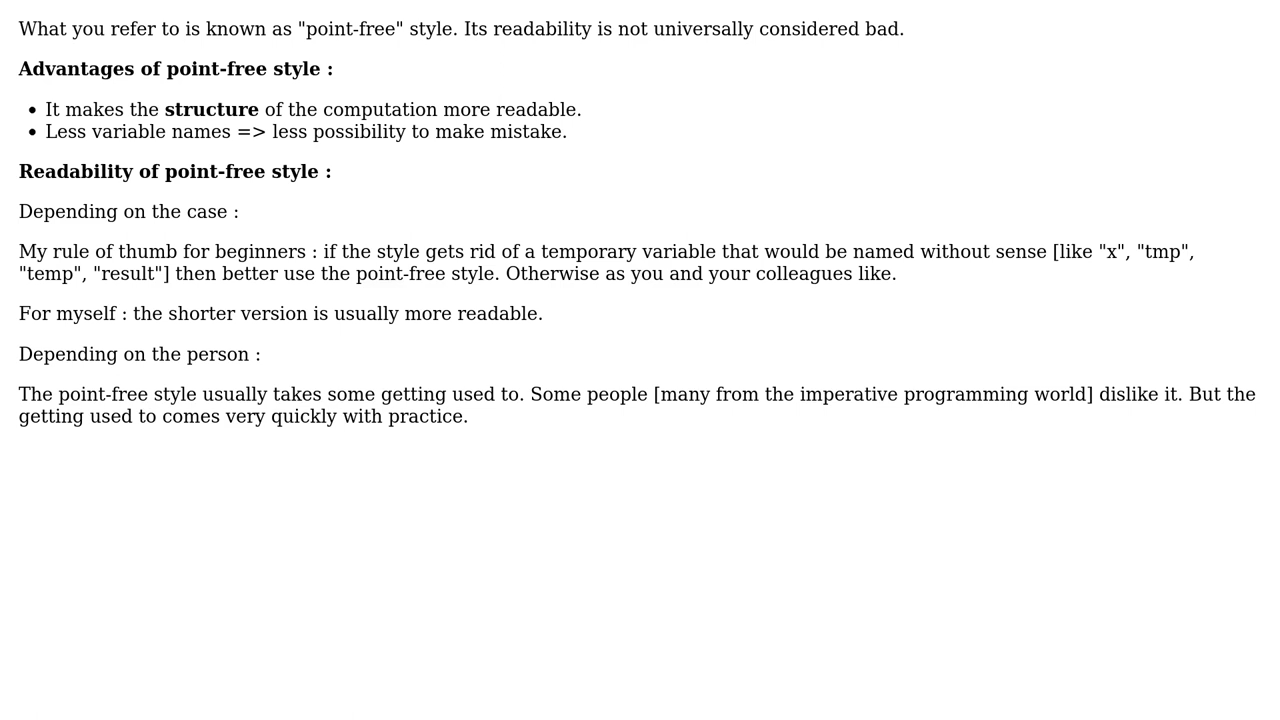 What you refer to is known as "point-free" style. Its readability is not universally considered bad.
Advantages of point-free style :
• It makes the structure of the computation more readable.
• Less variable names => less possibility to make mistake.
Readability of point-free style :
Depending on the case :
My rule of thumb for beginners : if the style gets rid of a temporary variable that would be named without sense [like "x", "tmp",
"temp", "result"] then better use the point-free style. Otherwise as you and your colleagues like.
For myself : the shorter version is usually more readable.
Depending on the person :
The point-free style usually takes some getting used to. Some people [many from the imperative programming world] dislike it. But the
getting used to comes very quickly with practice.